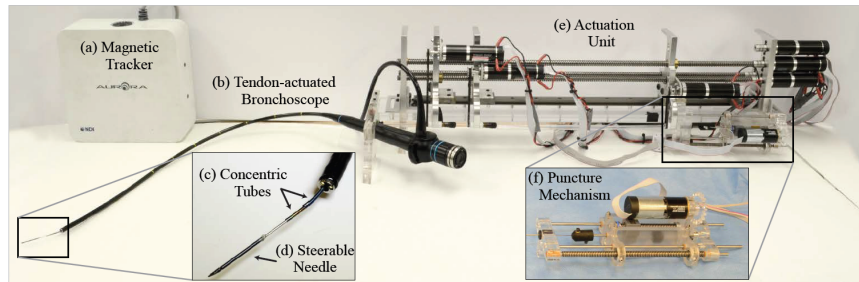 (a) Magnetic
Tracker
AURORA
NDI
(b) Tendon-actuated
Bronchoscope
(e) Actuation
Unit
(c) Concentric
Tubes
(d) Steerable
Needle
(f) Puncture
Mechanism